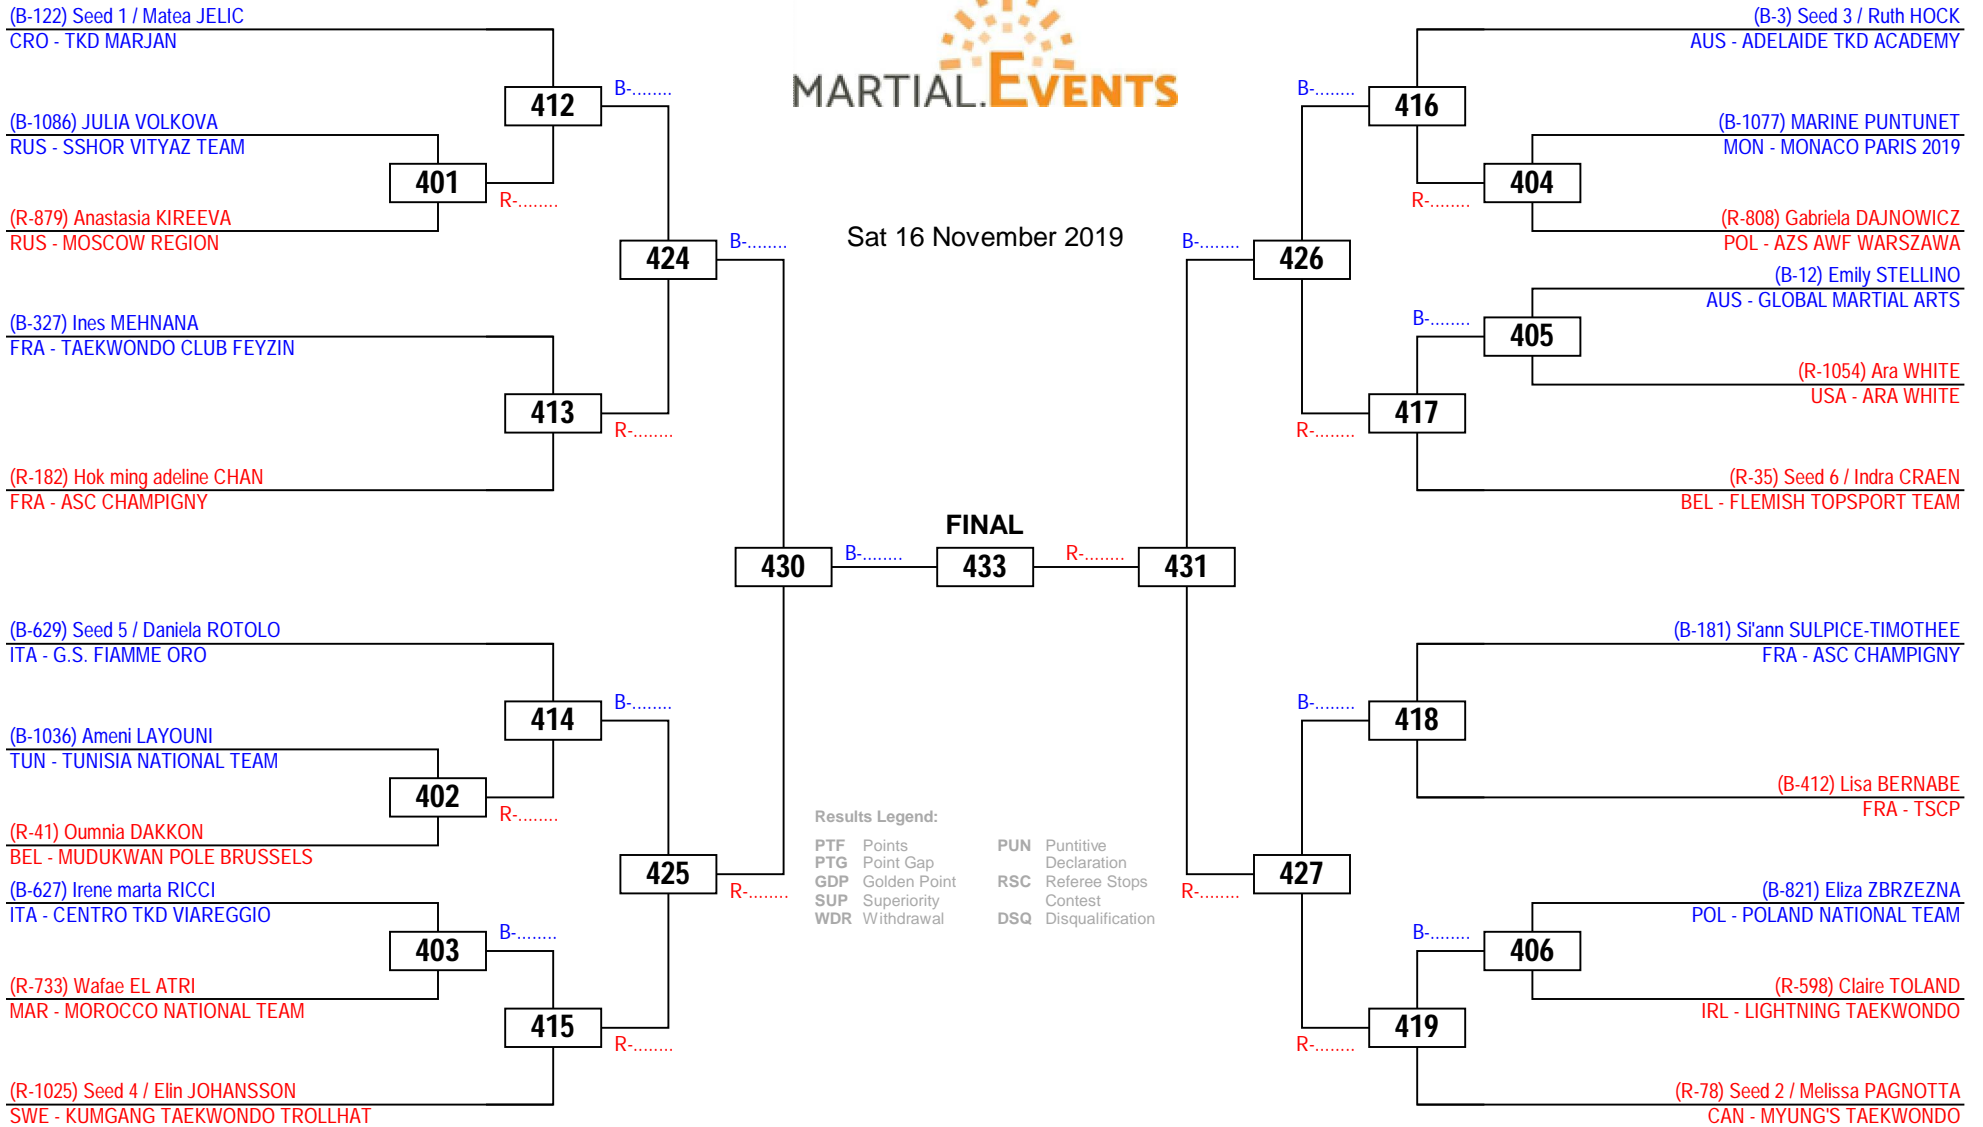 (B-122) Seed 1 / Matea JELIC
CRO - TKD MARJAN
(B-1086) JULIA VOLKOVA
RUS - SSHOR VITYAZ TEAM
(R-879) Anastasia KIREEVA
RUS - MOSCOW REGION
(B-327) Ines MEHNANA
FRA - TAEKWONDO CLUB FEYZIN
(R-182) Hok ming adeline CHAN
FRA - ASC CHAMPIGNY
(B-629) Seed 5 / Daniela ROTOLO
ITA - G.S. FIAMME ORO
(B-1036) Ameni LAYOUNI
TUN - TUNISIA NATIONAL TEAM
(R-41) Oumnia DAKKON
BEL - MUDUKWAN POLE BRUSSELS
(B-627) Irene marta RICCI
ITA - CENTRO TKD VIAREGGIO
(R-733) Wafae EL ATRI
MAR - MOROCCO NATIONAL TEAM
(R-1025) Seed 4 / Elin JOHANSSON
SWE - KUMGANG TAEKWONDO TROLLHAT
401
R-........
402
R-........
403
B-........
412
B-........
413
R-........
414
B-........
415
R-........
424
B-........
425
R-........
430
B-........
MARTIAL.EVENTS
Sat 16 November 2019
FINAL
433
Results Legend:
PTF Points
PTG Point Gap
GDP Golden Point
SUP Superiority
WDR Withdrawal
PUN Puntitive
Declaration
RSC Referee Stops
Contest
DSQ Disqualification
R-........
431
B-........
426
R-........
427
B-........
416
R-........
417
B-........
418
R-........
419
R-........
404
B-........
405
B-........
406
(B-3) Seed 3 / Ruth HOCK
AUS - ADELAIDE TKD ACADEMY
(B-1077) MARINE PUNTUNET
MON - MONACO PARIS 2019
(R-808) Gabriela DAJNOWICZ
POL - AZS AWF WARSZAWA
(B-12) Emily STELLINO
AUS - GLOBAL MARTIAL ARTS
(R-1054) Ara WHITE
USA - ARA WHITE
(R-35) Seed 6 / Indra CRAEN
BEL - FLEMISH TOPSPORT TEAM
(B-181) Si'ann SULPICE-TIMOTHEE
FRA - ASC CHAMPIGNY
(B-412) Lisa BERNABE
FRA - TSCP
(B-821) Eliza ZBRZEZNA
POL - POLAND NATIONAL TEAM
(R-598) Claire TOLAND
IRL - LIGHTNING TAEKWONDO
(R-78) Seed 2 / Melissa PAGNOTTA
CAN - MYUNG'S TAEKWONDO